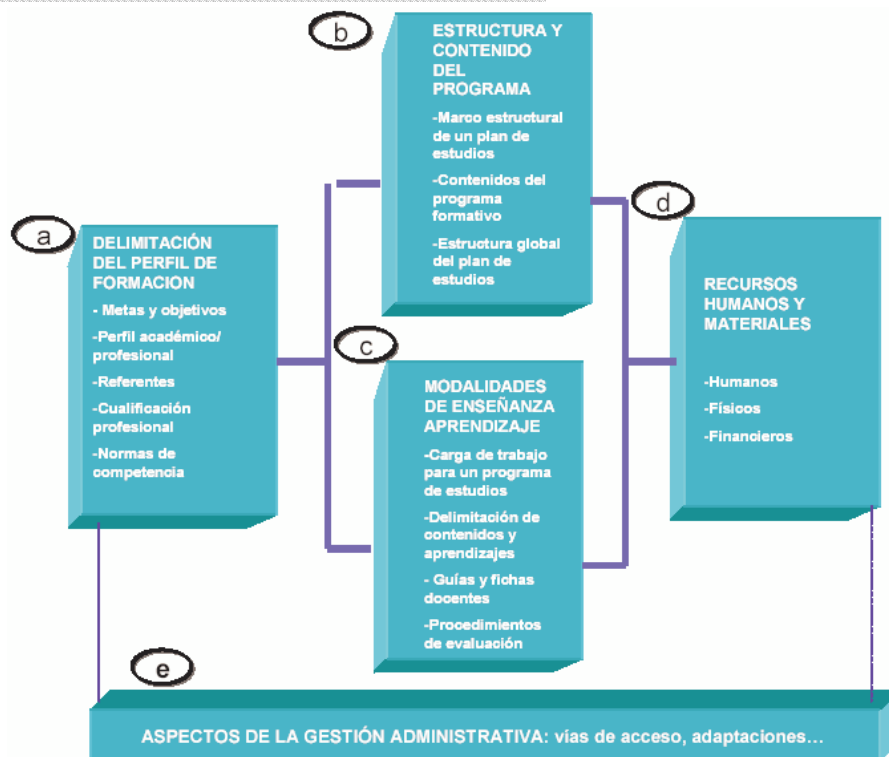 a
DELIMITACIÓN
DEL PERFIL DE
FORMACION
- Metas y objetivos
-Perfil académico/
profesional
-Referentes
-Cualificación
profesional
-Normas de
competencia
b
ESTRUCTURA Y
CONTENIDO
DEL
PROGRAMA
-Marco estructural
de un plan de
estudios
-Contenidos del
programa
formativo
-Estructura global
del plan de
estudios
c
MODALIDADES
DE ENSEÑANZA
APRENDIZAJE
-Carga de trabajo
para un programa
de estudios
-Delimitación de
contenidos y
aprendizajes
- Guías y fichas
docentes
-Procedimientos
de evaluación
d
RECURSOS
HUMANOS Y
MATERIALES
-Humanos
-Físicos
-Financieros
e
ASPECTOS DE LA GESTIÓN ADMINISTRATIVA: vías de acceso, adaptaciones...